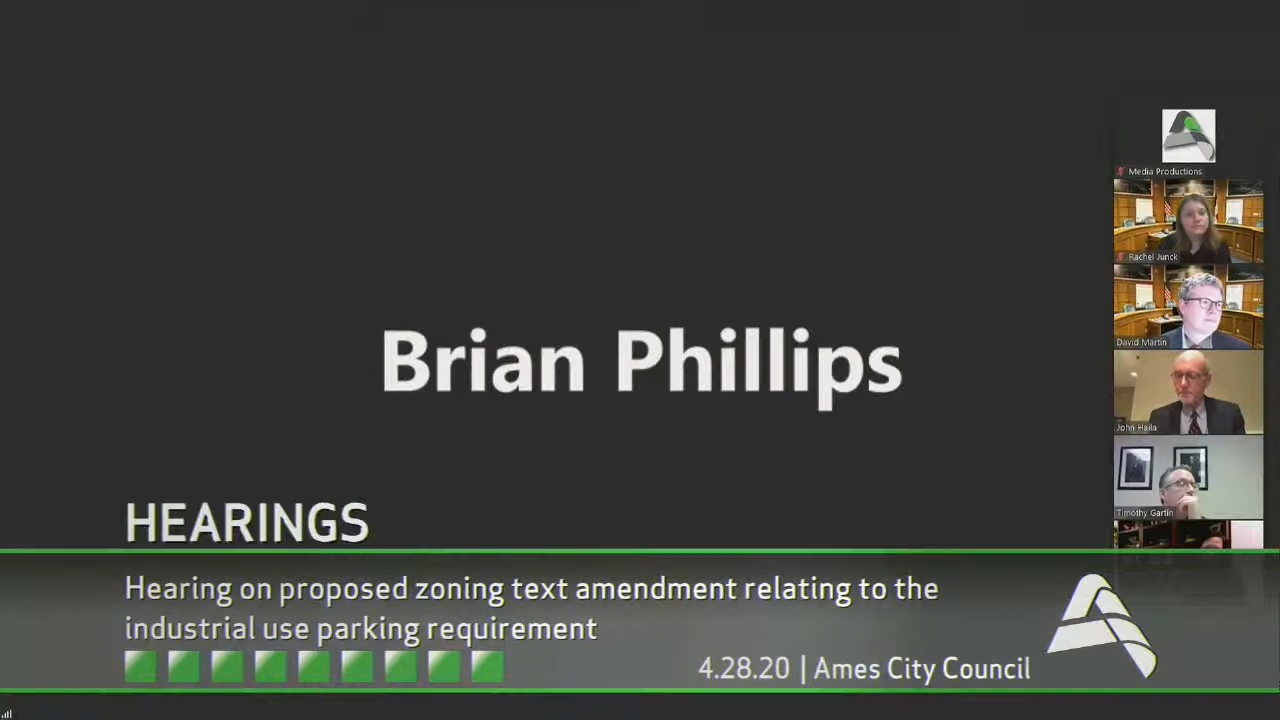 Media Productions
Rachel Junck
David Martin
John Haila
Timothy Gartin
Brian Phillips
HEARINGS
Hearing on proposed zoning text amendment relating to the
industrial use parking requirement
4.28.20 | Ames City Council